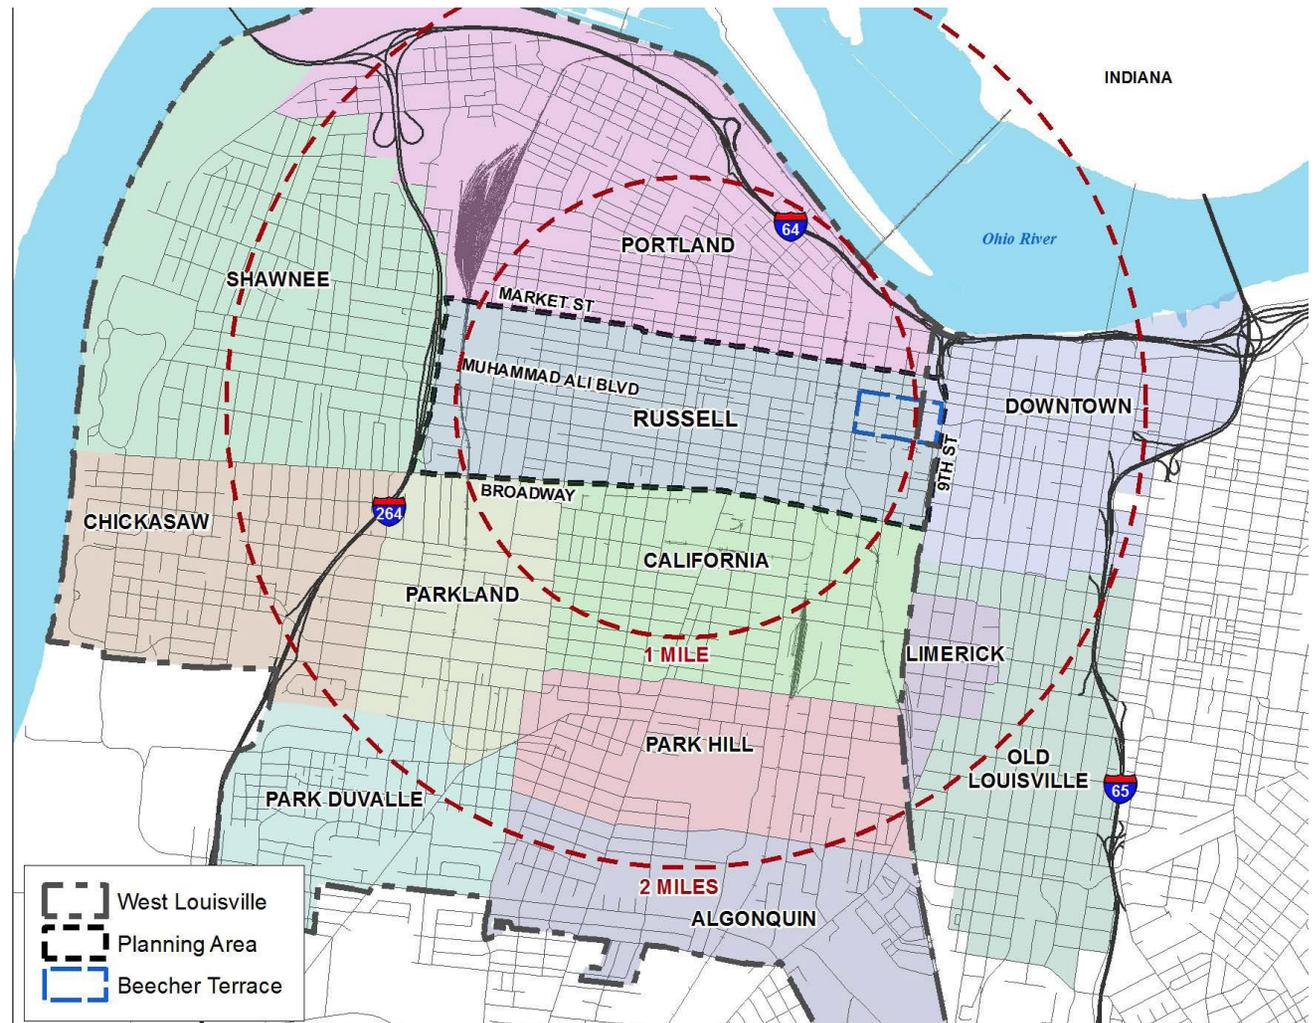 INDIANA
64
Ohio River
PORTLAND
SHAWNEE
MARKET ST
MUHAMMAD ALI BLVD
RUSSELL
DOWNTOWN
9TH ST
BROADWAY
264
CHICKASAW
CALIFORNIA
PARKLAND
1 MILE
LIMERICK
PARK HILL
OLD
LOUISVILLE
65
PARK DUVALLE
2 MILES
ALGONQUIN
West Louisville
Planning Area
Beecher Terrace